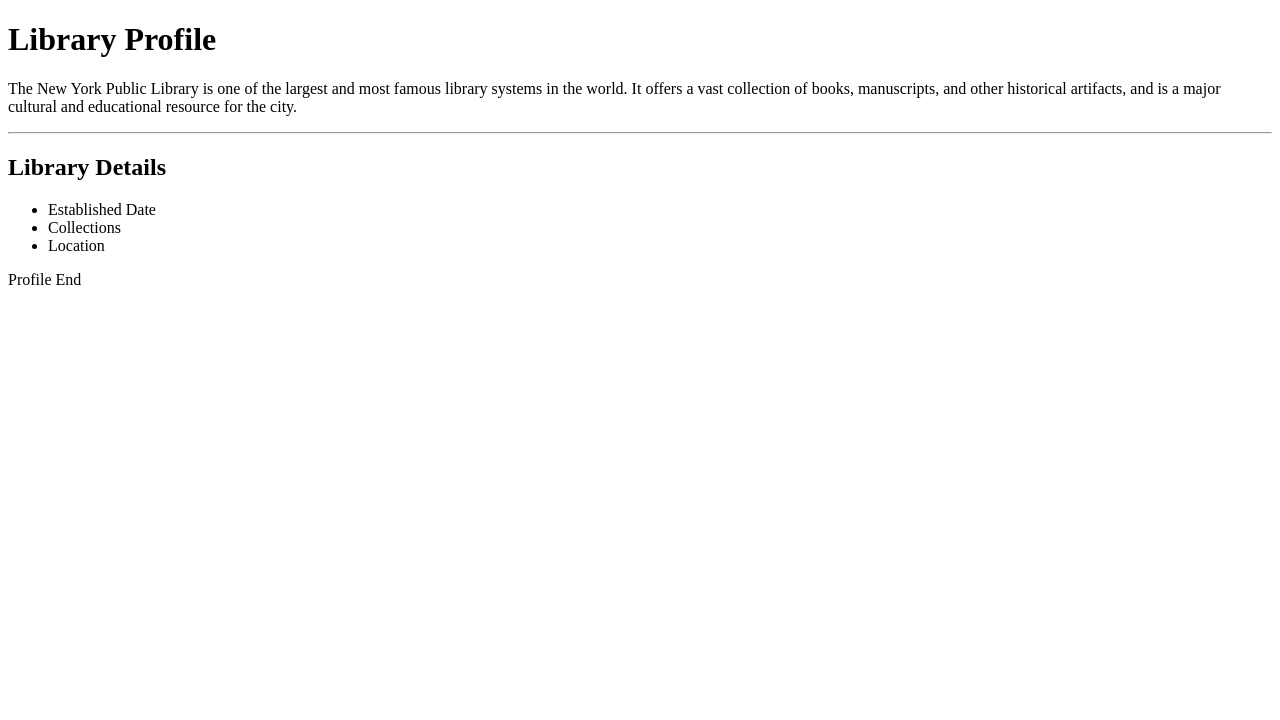 Library Profile
The New York Public Library is one of the largest and most famous library systems in the world. It offers a vast collection of books, manuscripts, and other historical artifacts, and is a major
cultural and educational resource for the city.
Library Details
Established Date
Collections
Location
Profile End